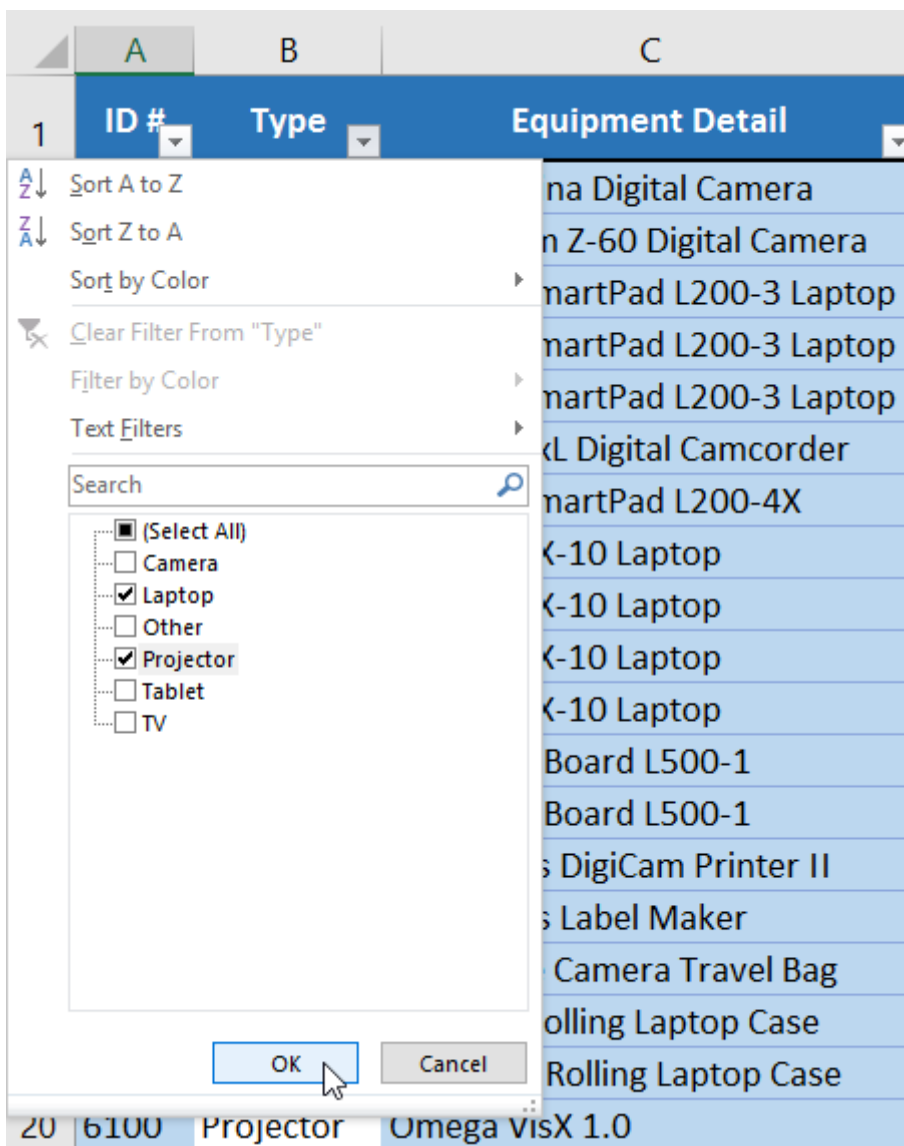 A B C
1 ID # Type Equipment Detail
Sort A to Z
Sort Z to A
Sort by Color
Clear Filter From "Type"
Filter by Color
Text Filters
Search
(Select All)
Camera
Laptop
Other
Projector
Tablet
TV
OK Cancel
na Digital Camera
n Z-60 Digital Camera
martPad L200-3 Laptop
martPad L200-3 Laptop
martPad L200-3 Laptop
xL Digital Camcorder
martPad L200-4X
X-10 Laptop
X-10 Laptop
X-10 Laptop
X-10 Laptop
Board L500-1
Board L500-1
s DigiCam Printer II
s Label Maker
Camera Travel Bag
olling Laptop Case
Rolling Laptop Case
20 6100 Projector Omega VisX 1.0